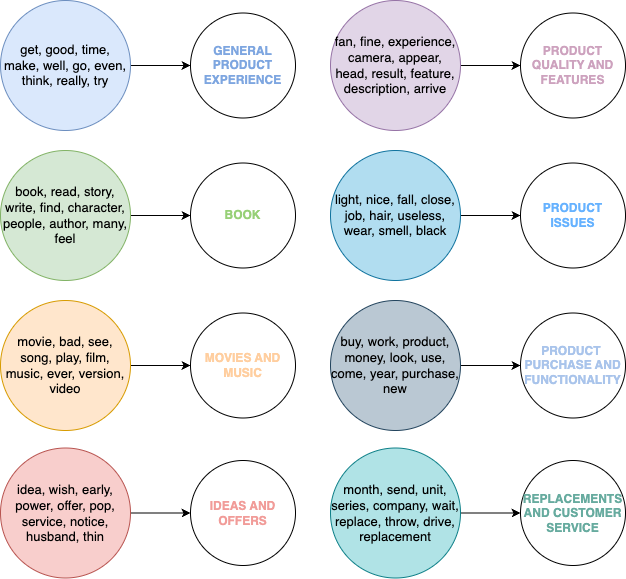 get, good, time,
make, well, go, even,
think, really, try
GENERAL
PRODUCT
EXPERIENCE
fan, fine, experience,
camera, appear,
head, result, feature,
description, arrive
PRODUCT
QUALITY AND
FEATURES
book, read, story,
write, find, character,
people, author, many,
feel
BOOK
light, nice, fall, close,
job, hair, useless,
wear, smell, black
PRODUCT
ISSUES
movie, bad, see,
song, play, film,
music, ever, version,
video
MOVIES AND
MUSIC
buy, work, product,
money, look, use,
come, year, purchase,
new
PRODUCT
PURCHASE AND
FUNCTIONALITY
idea, wish, early,
power, offer, pop,
service, notice,
husband, thin
IDEAS AND
OFFERS
month, send, unit,
series, company, wait,
replace, throw, drive,
replacement
REPLACEMENTS
AND CUSTOMER
SERVICE